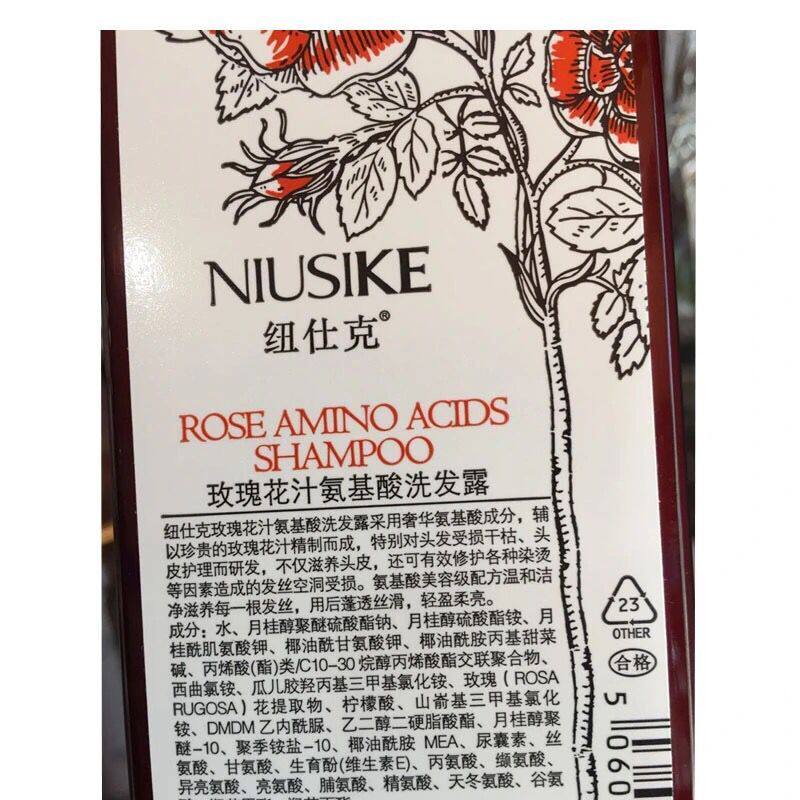 NIUSIKE
纽仕克®
ROSE AMINO ACIDS
SHAMPOO
玫瑰花汁氨基酸洗发露
纽仕克玫瑰花汁氨基酸洗发露采用奢华氨基酸成分，辅
以珍贵的玫瑰花汁精制而成，特别对头发受损干枯、头
皮护理而研发，不仅滋养头皮，还可有效修护各种染烫
等因素造成的发丝空洞受损。氨基酸美容级配方温和洁
净滋养每一根发丝，用后蓬透丝滑，轻盈柔亮。
成分：水、月桂醇聚醚硫酸酯钠、月桂醇硫酸酯铵、月
桂酰肌氨酸钾、椰油酰甘氨酸钾、椰油酰胺丙基甜菜
碱、丙烯酸(酯)类/C10-30 烷醇丙烯酸酯交联聚合物、
西曲氯铵、瓜儿胶羟丙基三甲基氯化铵、玫瑰（ROSA
RUGOSA）花提取物、柠檬酸、山嵛基三甲基氯化
铵、DMDM 乙内酰脲、乙二醇二硬脂酸酯、月桂醇聚
醚-10、聚季铵盐-10、椰油酰胺 MEA、尿囊素、丝
氨酸、甘氨酸、生育酚(维生素E)、丙氨酸、缬氨酸、
异亮氨酸、亮氨酸、脯氨酸、精氨酸、天冬氨酸、谷氨
23
OTHER
合格
5 060